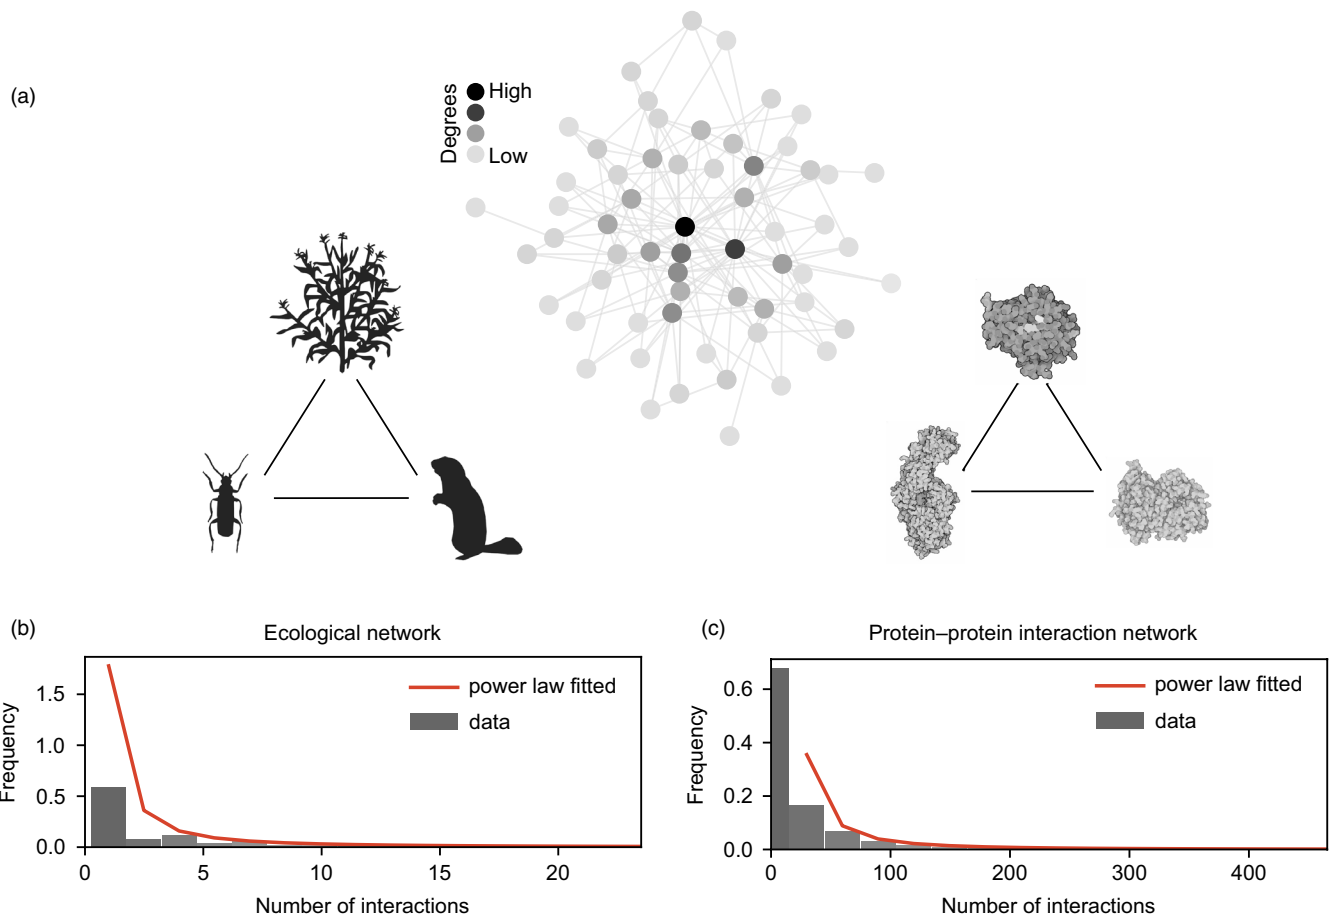 (a)
Degrees
High
Low
(b)
Ecological network
Frequency
1.5
1.0
0.5
0.0
power law fitted
data
0
5
10
15
20
Number of interactions
(c)
Protein–protein interaction network
Frequency
0.6
0.4
0.2
0.0
power law fitted
data
0
100
200
300
400
Number of interactions